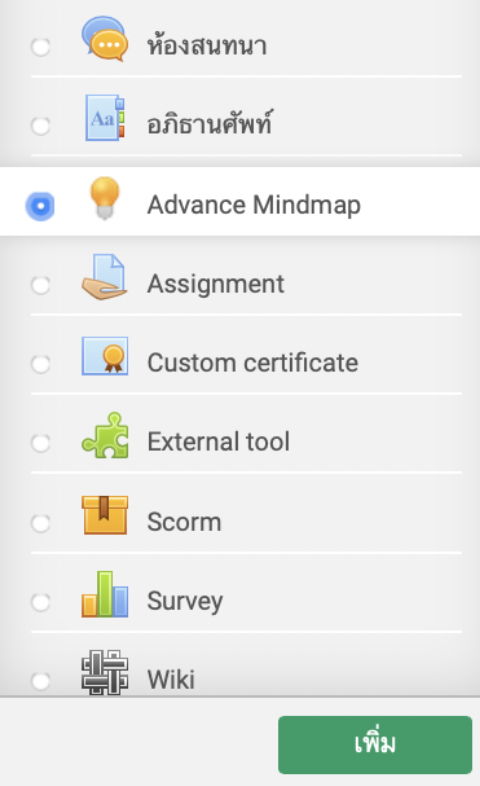 ห้องสนทนา
Aa
อภิธานศัพท์
Advance Mindmap
Assignment
Custom certificate
External tool
Scorm
Survey
Wiki
เพิ่ม